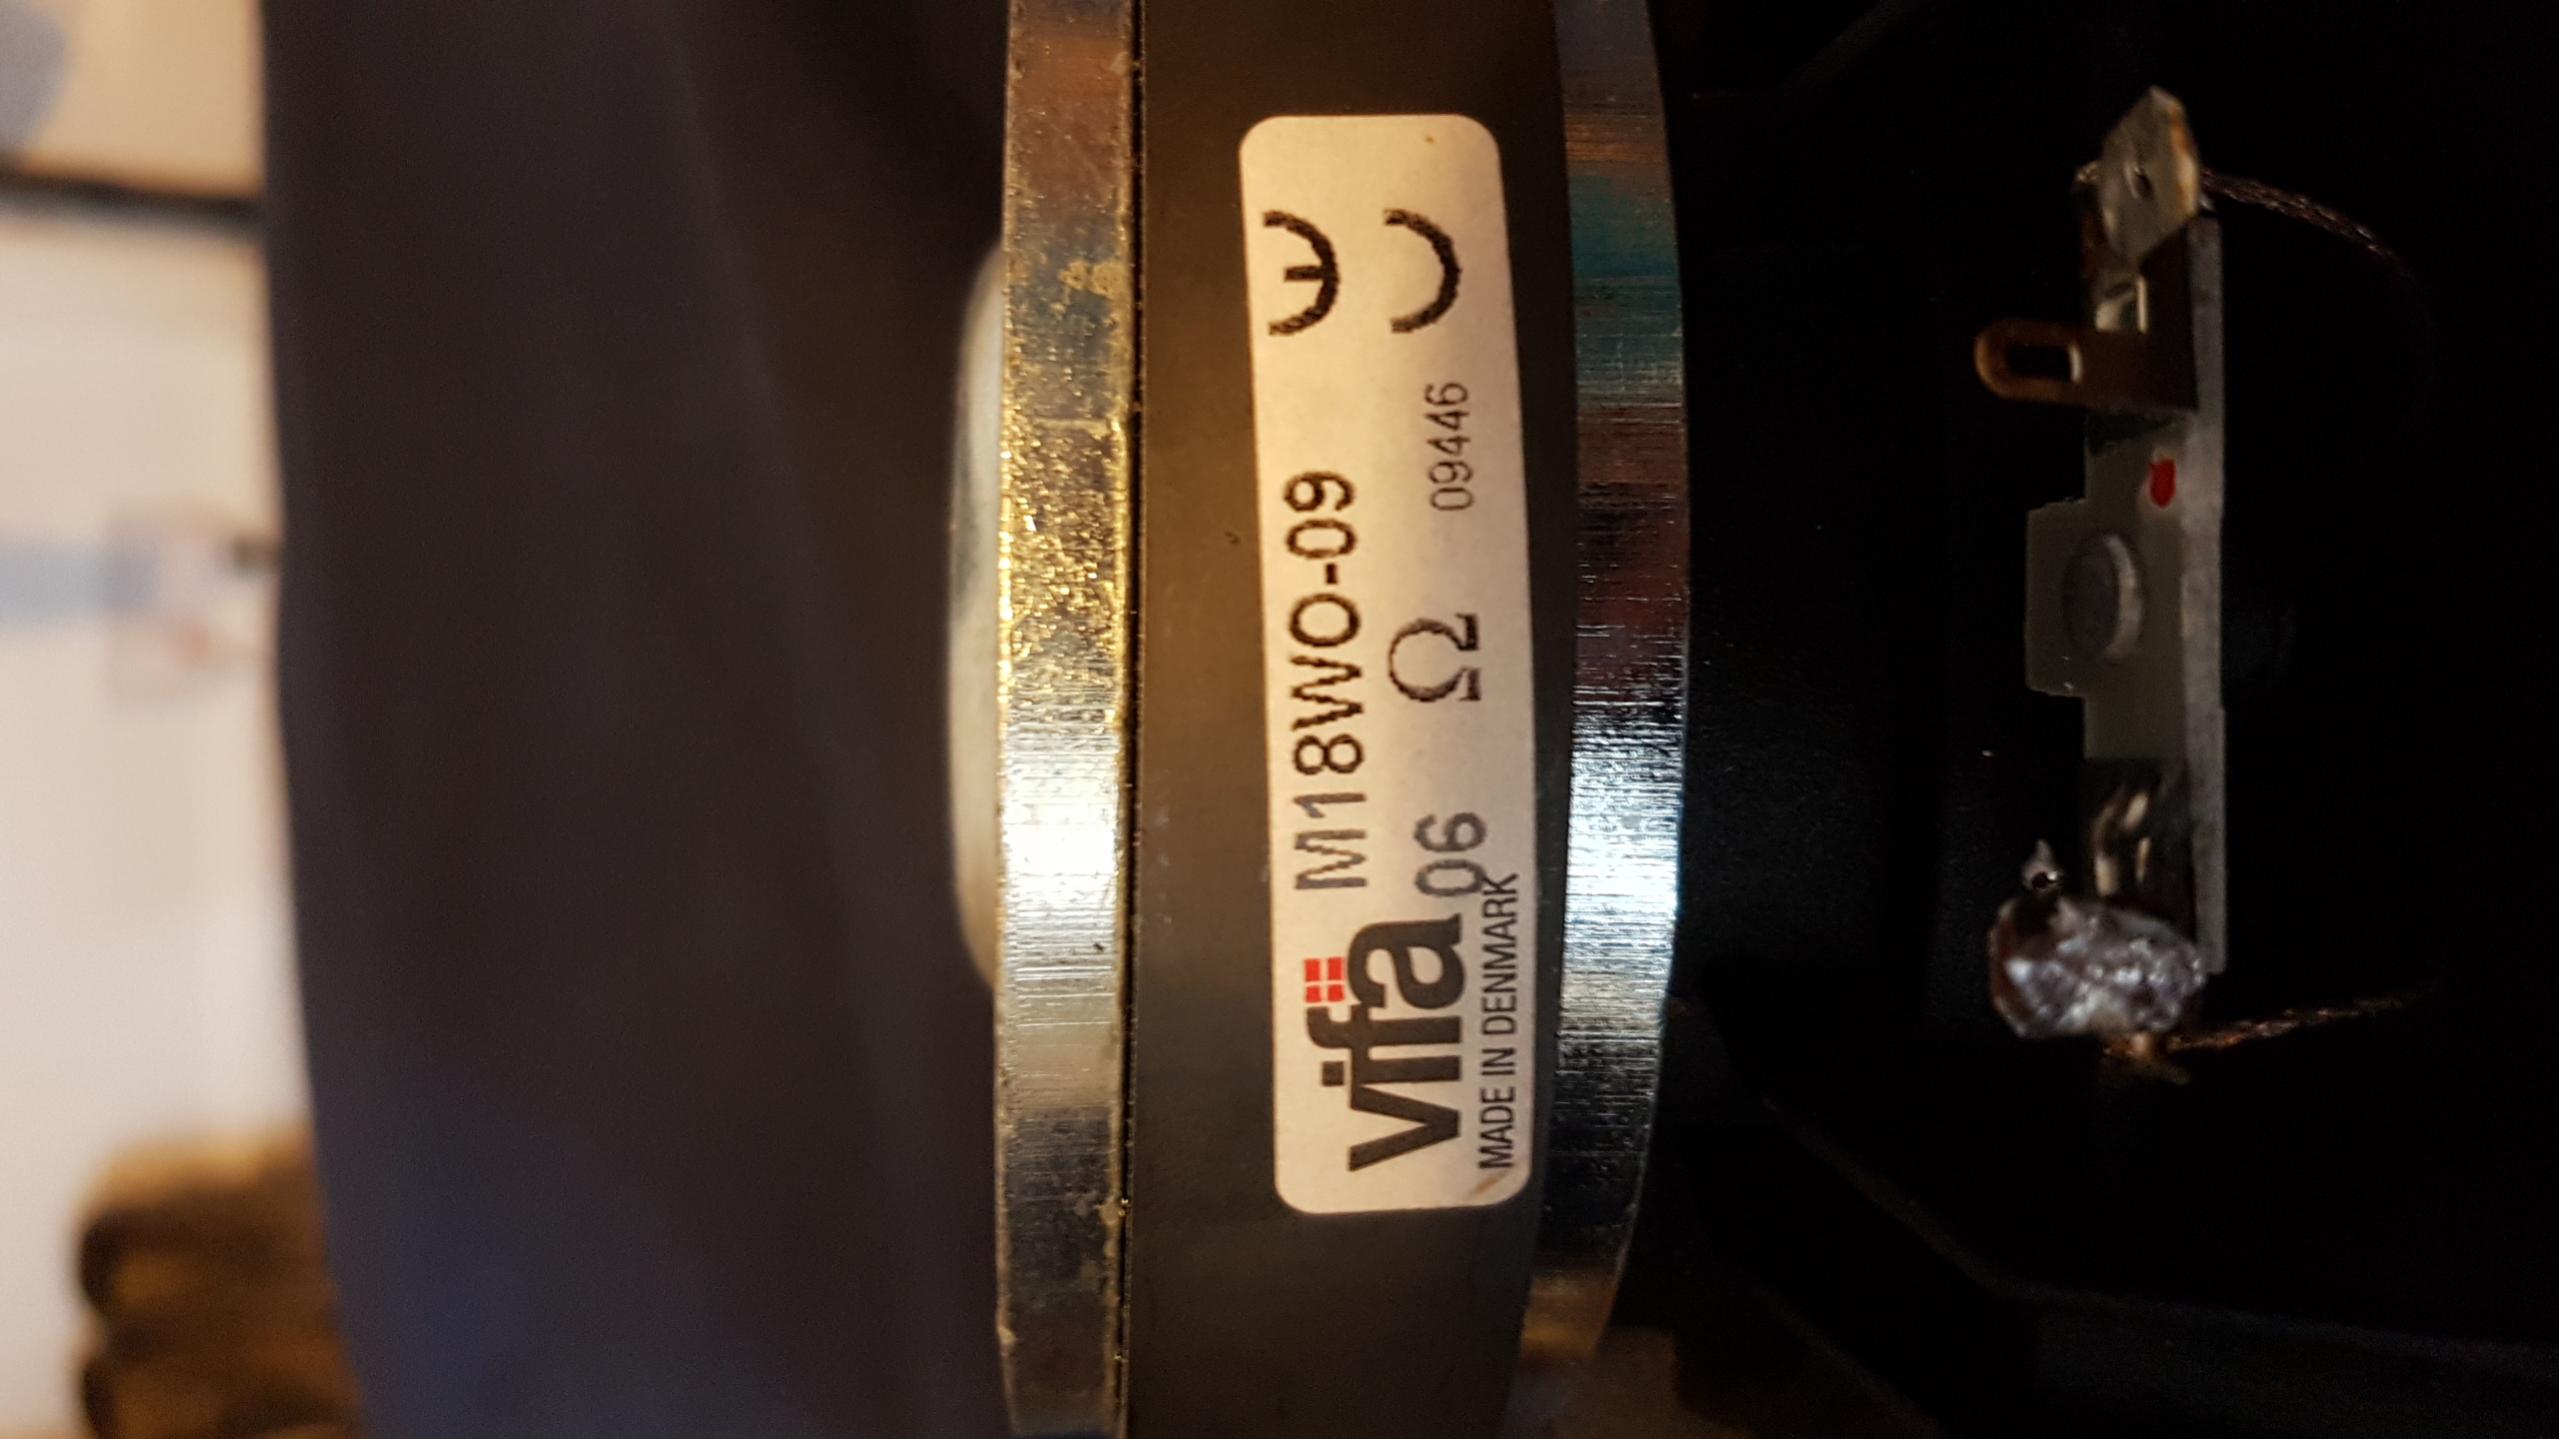 vifa M18WO-09 CE
06 Ω 09446
MADE IN DENMARK